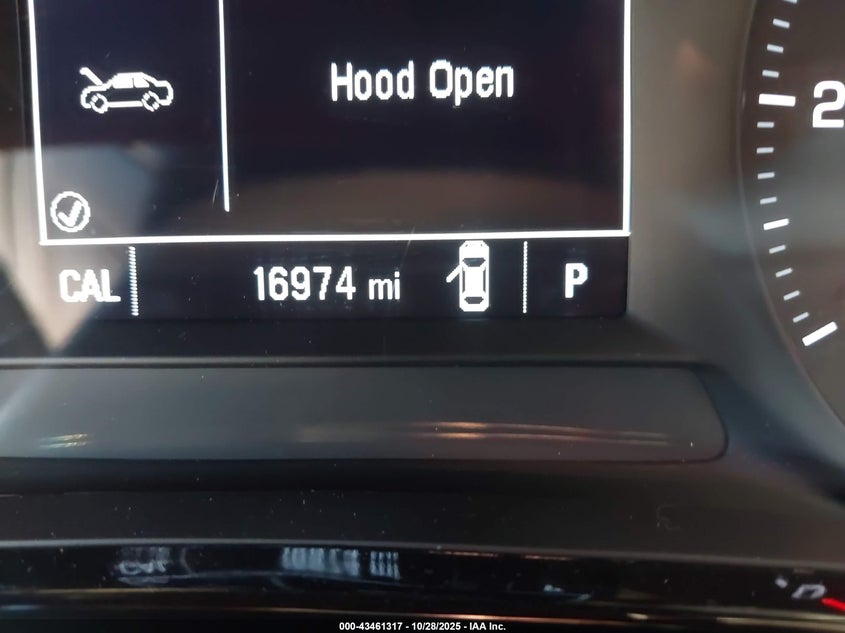 Hood Open
2
CAL 16974 mi P
000-43461317 - 10/28/2025 - IAA Inc.